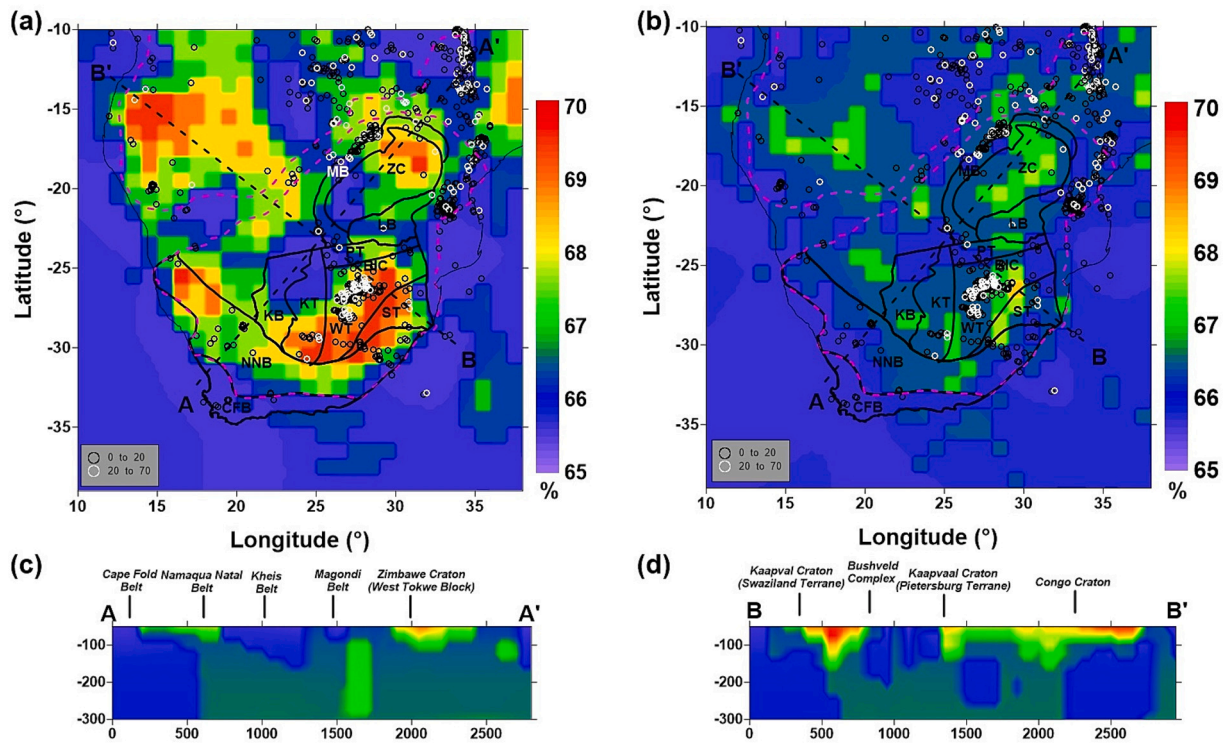 (a)
-10
-15
-20
-25
-30
-35
Latitude (°)
10
15
20
25
30
35
Longitude (°)
B'
A'
MB
ZC
LB
PT
BIC
KT
KB
WT
ST
NNB
B
A
CFB
0 to 20
20 to 70
70
69
68
67
66
65
%
(b)
-10
-15
-20
-25
-30
-35
Latitude (°)
10
15
20
25
30
35
Longitude (°)
B'
A'
MB
ZC
LB
PT
BIC
KT
KB
WT
ST
NNB
B
A
CFB
0 to 20
20 to 70
70
69
68
67
66
65
%
(c)
Cape Fold
Belt
Namaqua Natal
Belt
Kheis
Belt
Magondi
Belt
Zimbawe Craton
(West Tokwe Block)
A
A'
-100
-200
-300
0
500
1000
1500
2000
2500
(d)
Kaapval Craton
(Swaziland Terrane)
Bushveld
Complex
Kaapvaal Craton
(Pietersburg Terrane)
Congo Craton
B
B'
-100
-200
-300
0
500
1000
1500
2000
2500